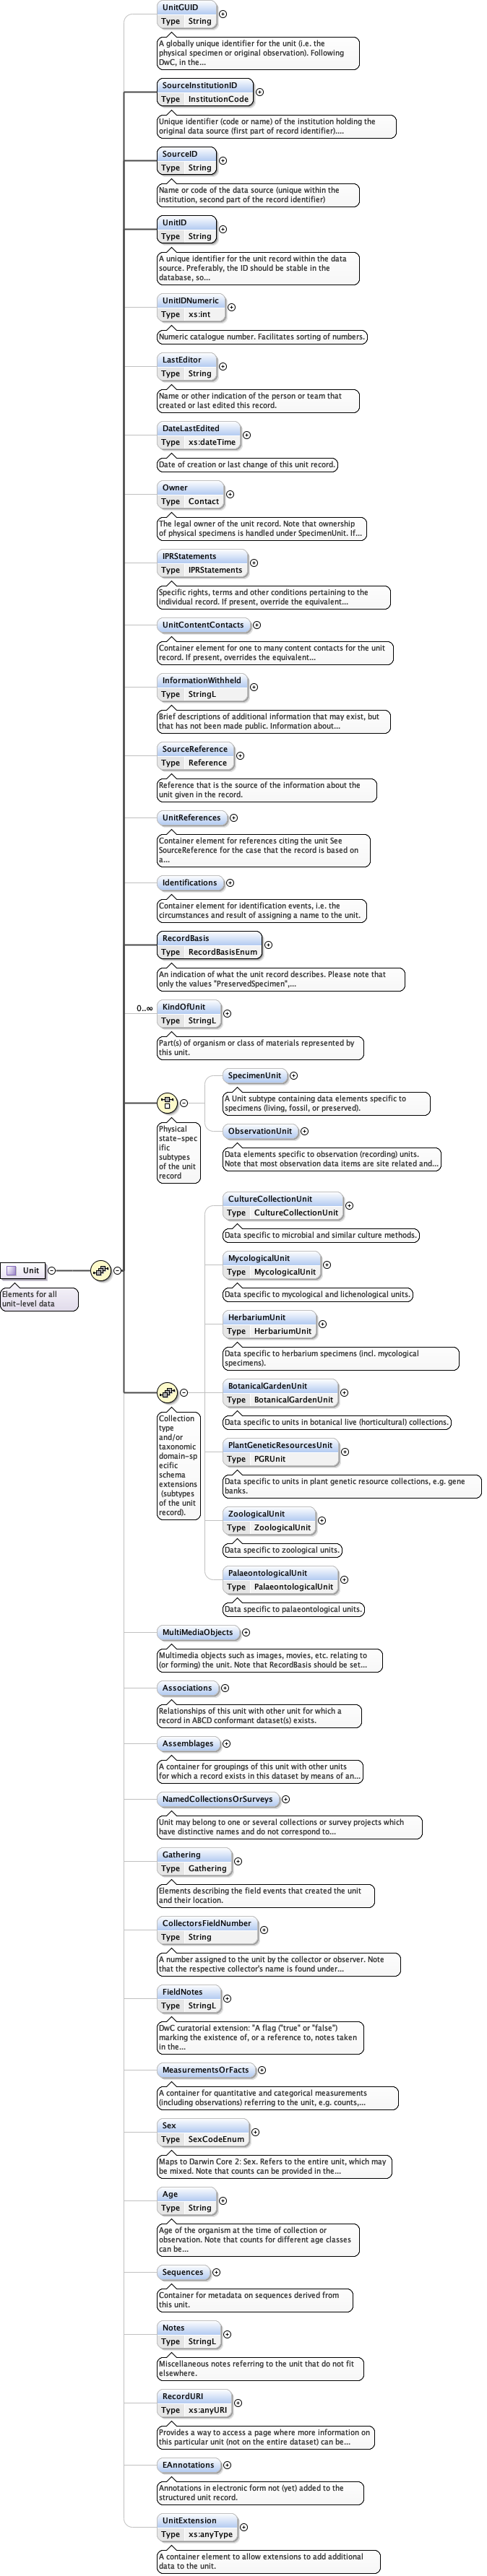 UnitGUID
Type String
A globally unique identifier for the unit (i.e. the
physical specimen or original observation). Following
DwC, in the...
SourceInstitutionID
Type InstitutionCode
Unique identifier (code or name) of the institution holding the
original data source (first part of record identifier)....
SourceID
Type String
Name or code of the data source (unique within the
institution, second part of the record identifier)
UnitID
Type String
A unique identifier for the unit record within the data
source. Preferably, the ID should be stable in the
database, so...
UnitIDNumeric
Type xs:int
Numeric catalogue number. Facilitates sorting of numbers.
LastEditor
Type String
Name or other indication of the person or team that
created or last edited this record.
DateLastEdited
Type xs:dateTime
Date of creation or last change of this unit record.
Owner
Type Contact
The legal owner of the unit record. Note that ownership
of physical specimens is handled under SpecimenUnit. If...
IPRStatements
Type IPRStatements
Specific rights, terms and other conditions pertaining to the
individual record. If present, override the equivalent...
UnitContentContacts
Container element for one to many content contacts for the unit
record. If present, overrides the equivalent...
InformationWithheld
Type StringL
Brief descriptions of additional information that may exist, but
that has not been made public. Information about...
SourceReference
Type Reference
Reference that is the source of the information about the
unit given in the record.
UnitReferences
Container element for references citing the unit See
SourceReference for the case that the record is based on
a...
Identifications
Container element for identification events, i.e. the
circumstances and result of assigning a name to the unit.
RecordBasis
Type RecordBasisEnum
An indication of what the unit record describes. Please note that
only the values "PreservedSpecimen",...
0..∞
KindOfUnit
Type StringL
Part(s) of organism or class of materials represented by
this unit.
Physical
state-spec
ific
subtypes
of the unit
record
SpecimenUnit
A Unit subtype containing data elements specific to
specimens (living, fossil, or preserved).
ObservationUnit
Data elements specific to observation (recording) units.
Note that most observation data items are site related and...
Unit
Elements for all
unit-level data
Collection
type
and/or
taxonomic
domain-sp
ecific
schema
extensions
(subtypes
of the unit
record).
CultureCollectionUnit
Type CultureCollectionUnit
Data specific to microbial and similar culture methods.
MycologicalUnit
Type MycologicalUnit
Data specific to mycological and lichenological units.
HerbariumUnit
Type HerbariumUnit
Data specific to herbarium specimens (incl. mycological
specimens).
BotanicalGardenUnit
Type BotanicalGardenUnit
Data specific to units in botanical live (horticultural) collections.
PlantGeneticResourcesUnit
Type PGRUnit
Data specific to units in plant genetic resource collections, e.g. gene
banks.
ZoologicalUnit
Type ZoologicalUnit
Data specific to zoological units.
PalaeontologicalUnit
Type PalaeontologicalUnit
Data specific to palaeontological units.
MultiMediaObjects
Multimedia objects such as images, movies, etc. relating to
(or forming) the unit. Note that RecordBasis should be set...
Associations
Relationships of this unit with other unit for which a
record in ABCD conformant dataset(s) exists.
Assemblages
A container for groupings of this unit with other units
for which a record exists in this dataset by means of an...
NamedCollectionsOrSurveys
Unit may belong to one or several collections or survey projects which
have distinctive names and do not correspond to...
Gathering
Type Gathering
Elements describing the field events that created the unit
and their location.
CollectorsFieldNumber
Type String
A number assigned to the unit by the collector or observer. Note
that the respective collector's name is found under...
FieldNotes
Type StringL
DwC curatorial extension: "A flag ("true" or "false")
marking the existence of, or a reference to, notes taken
in the...
MeasurementsOrFacts
A container for quantitative and categorical measurements
(including observations) referring to the unit, e.g. counts,...
Sex
Type SexCodeEnum
Maps to Darwin Core 2: Sex. Refers to the entire unit, which may
be mixed. Note that counts can be provided in the...
Age
Type String
Age of the organism at the time of collection or
observation. Note that counts for different age classes
can be...
Sequences
Container for metadata on sequences derived from
this unit.
Notes
Type StringL
Miscellaneous notes referring to the unit that do not fit
elsewhere.
RecordURI
Type xs:anyURI
Provides a way to access a page where more information on
this particular unit (not on the entire dataset) can be...
EAnnotations
Annotations in electronic form not (yet) added to the
structured unit record.
UnitExtension
Type xs:anyType
A container element to allow extensions to add additional
data to the unit.